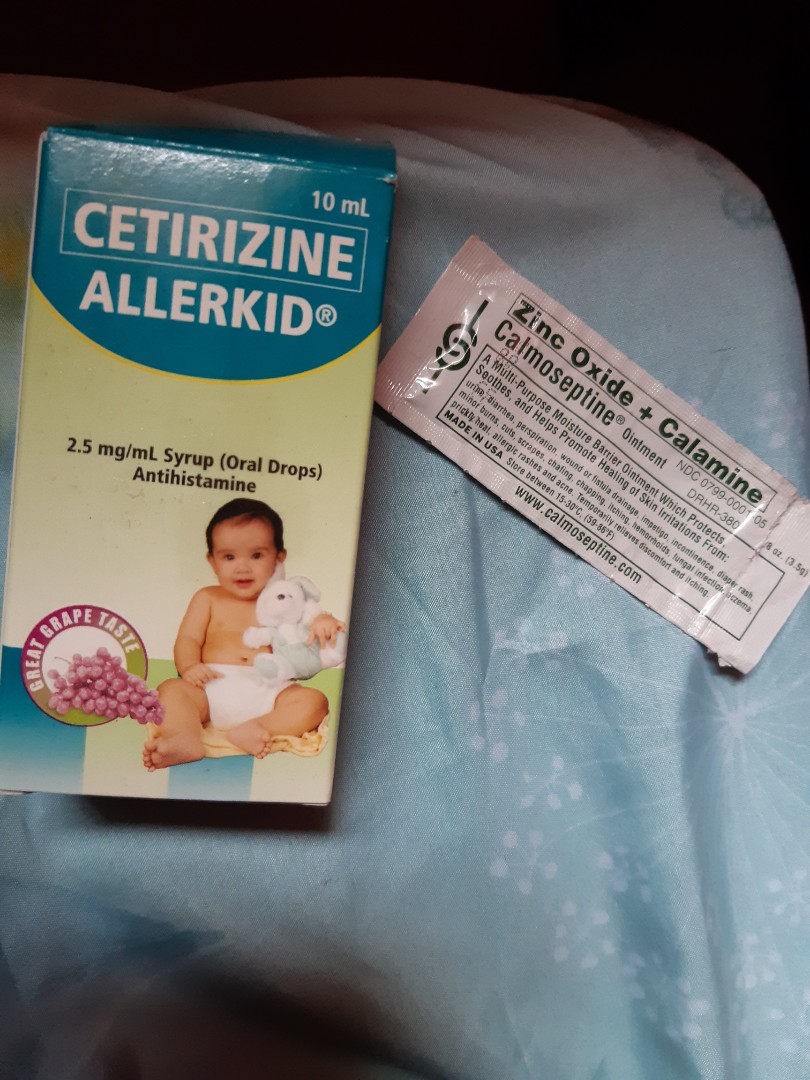 10 mL
CETIRIZINE
ALLERKID®
2.5 mg/mL Syrup (Oral Drops)
Antihistamine
GREAT GRAPE TASTE
Zinc Oxide + Calamine
Calmoseptine® Ointment
NDC 0799-0001-05
DRHR-380
A Multi-Purpose Moisture Barrier Ointment Which Protects,
Soothes, and Helps Promote Healing of Skin Irritations From:
urine, diarrhea, perspiration, wound or fistula drainage, impetigo, incontinence, diaper rash,
minor burns, cuts, scrapes, chafing, chapping, itching, hemorrhoids, fungal infection, eczema,
prickly heat, allergic rashes and acne. Temporarily relieves discomfort and itching.
MADE IN USA Store between 15-30°C, (59-86°F)
www.calmoseptine.com
8 oz. (3.5g)